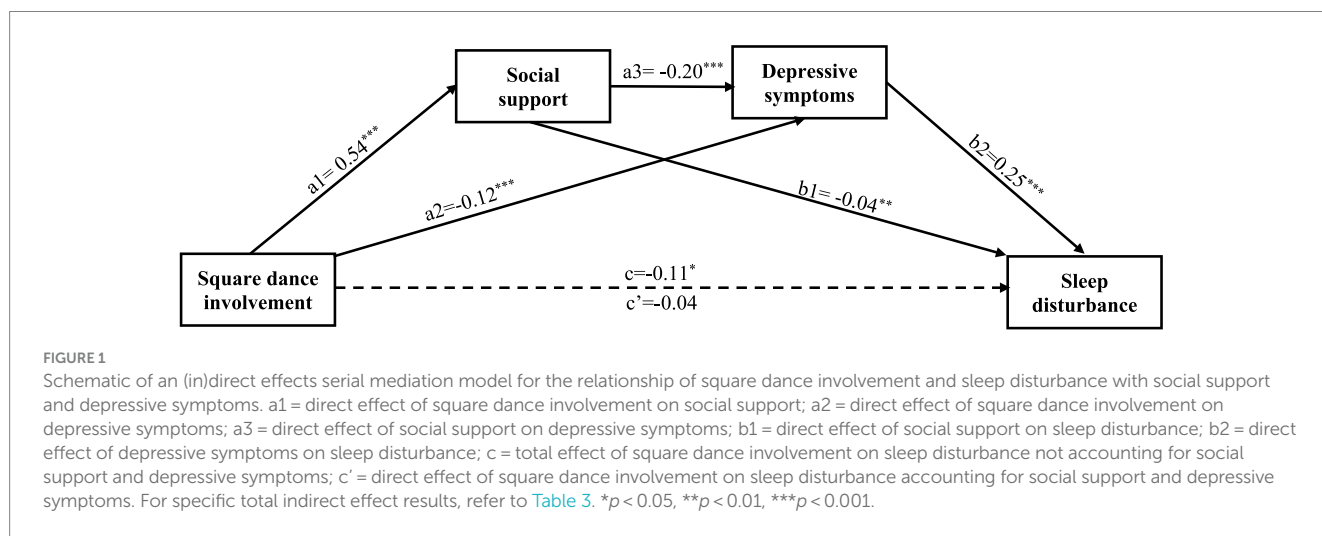 Social
support
a3= -0.20***
Depressive
symptoms
a1= 0.54***
a2=-0.12***
b1= -0.04**
b2=0.25***
Square dance
involvement
c=-0.11*
c’=-0.04
Sleep
disturbance
FIGURE 1
Schematic of an (in)direct effects serial mediation model for the relationship of square dance involvement and sleep disturbance with social support
and depressive symptoms. a1 = direct effect of square dance involvement on social support; a2 = direct effect of square dance involvement on
depressive symptoms; a3 = direct effect of social support on depressive symptoms; b1 = direct effect of social support on sleep disturbance; b2 = direct
effect of depressive symptoms on sleep disturbance; c = total effect of square dance involvement on sleep disturbance not accounting for social
support and depressive symptoms; c’ = direct effect of square dance involvement on sleep disturbance accounting for social support and depressive
symptoms. For specific total indirect effect results, refer to Table 3. *p < 0.05, **p < 0.01, ***p < 0.001.